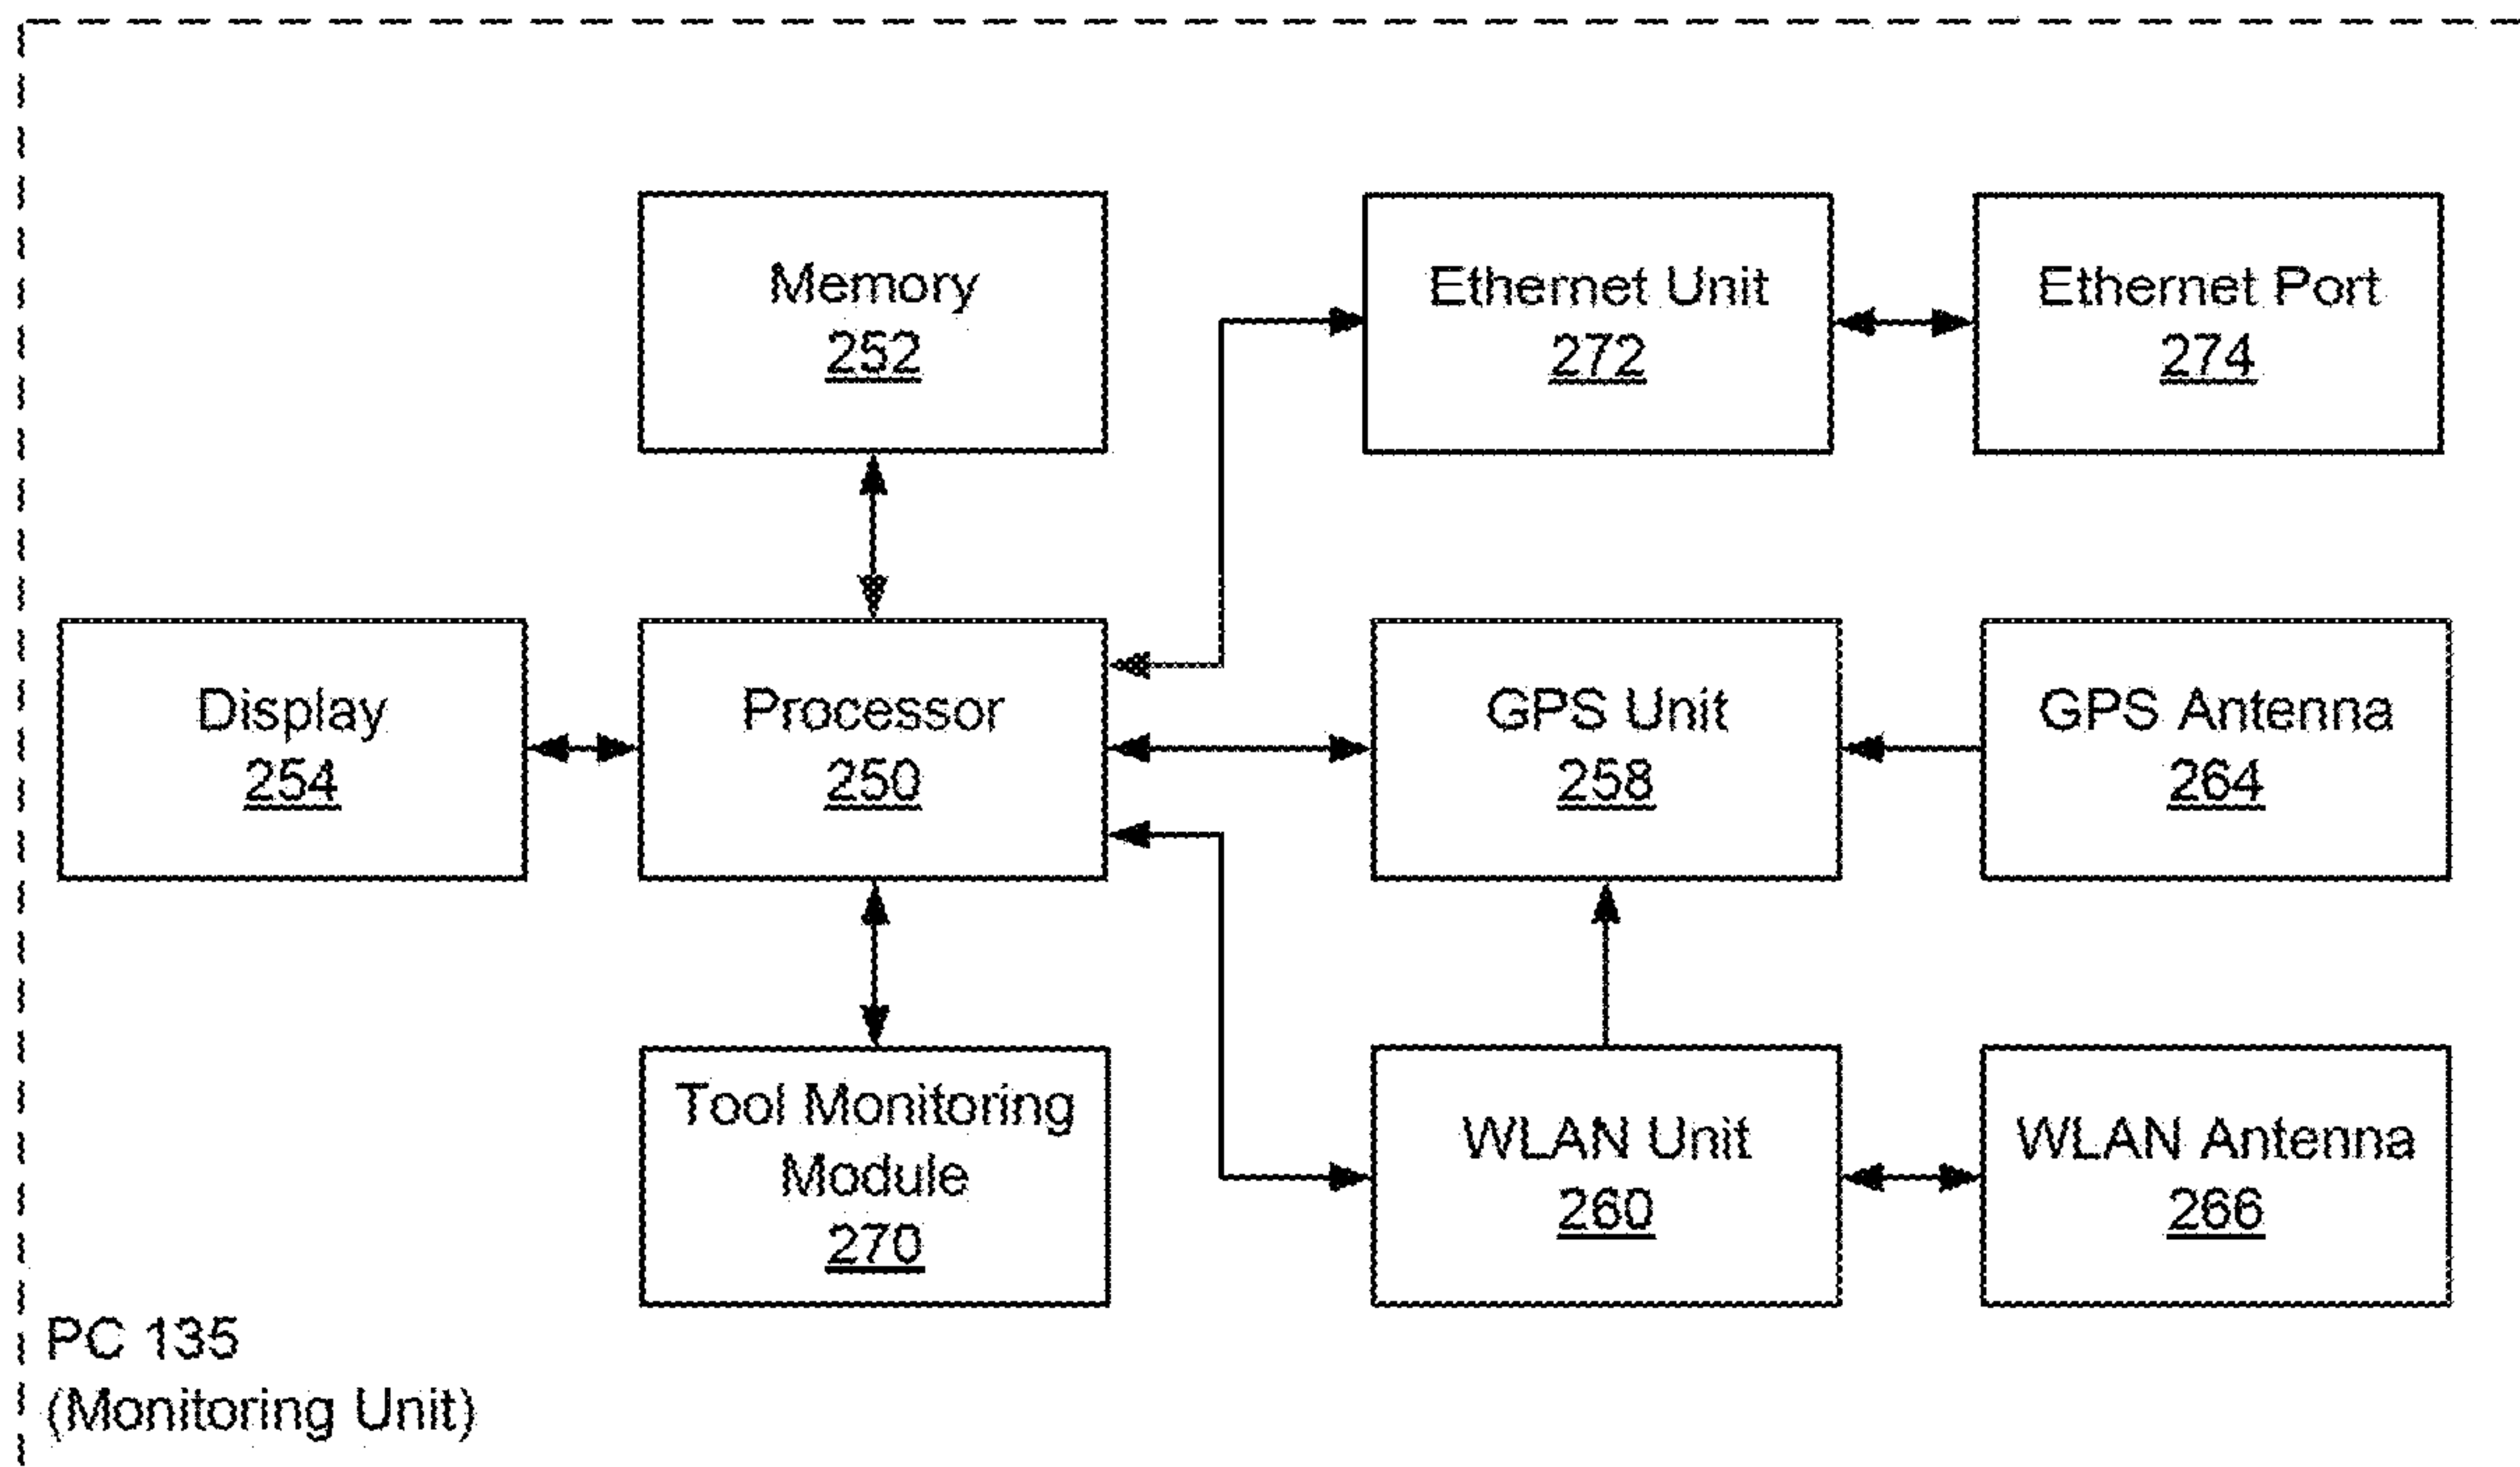 Memory
252
Ethernet Unit
272
Ethernet Port
274
Display
254
Processor
250
GPS Unit
258
GPS Antenna
264
Tool Monitoring
Module
270
WLAN Unit
260
WLAN Antenna
266
PC 135
(Monitoring Unit)